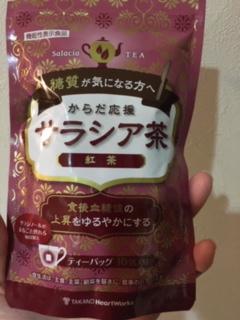 機能性表示食品
Salacia TEA
糖質が気になる方へ
からだ応援
サラシア茶
紅茶
食後血糖値の
上昇をゆるやかにする
ティーバッグ
TAKANO HeartWorks